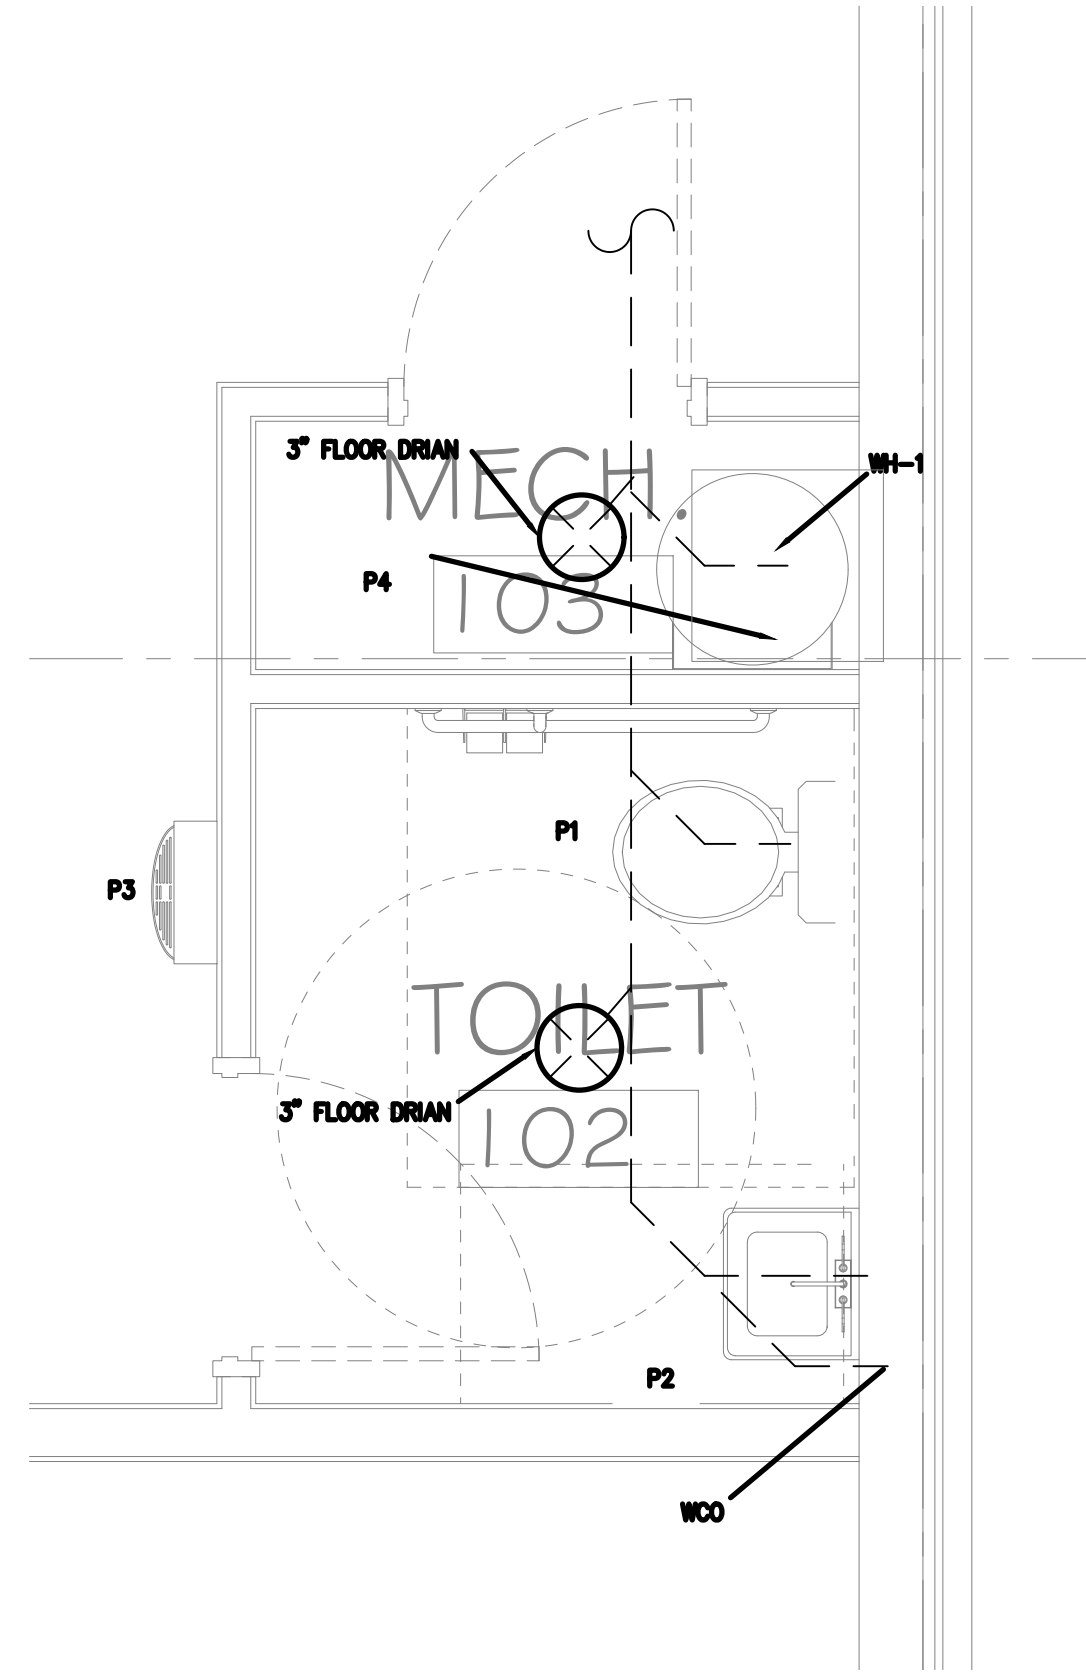 3" FLOOR DRIAN
MECH
WH-1
P4
103
P1
P3
TOILET
3" FLOOR DRIAN
102
P2
WCO